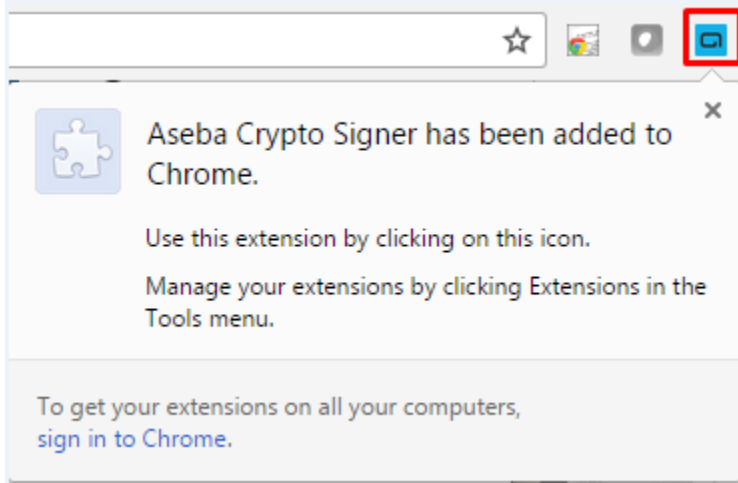 Aseba Crypto Signer has been added to
Chrome.
Use this extension by clicking on this icon.
Manage your extensions by clicking Extensions in the
Tools menu.
To get your extensions on all your computers,
sign in to Chrome.